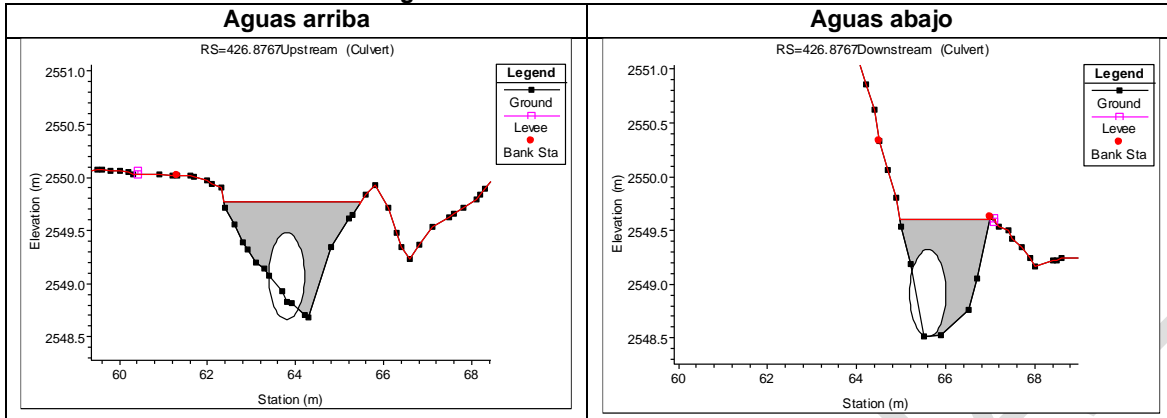 Aguas arriba
Aguas abajo
RS=426.8767Upstream (Culvert)
2551.0
2550.5
2550.0
2549.5
2549.0
2548.5
60
62
64
66
68
Station (m)
Elevation (m)
Legend
Ground
Levee
Bank Sta
RS=426.8767Downstream (Culvert)
2551.0
2550.5
2550.0
2549.5
2549.0
2548.5
60
62
64
66
68
Station (m)
Elevation (m)
Legend
Ground
Levee
Bank Sta